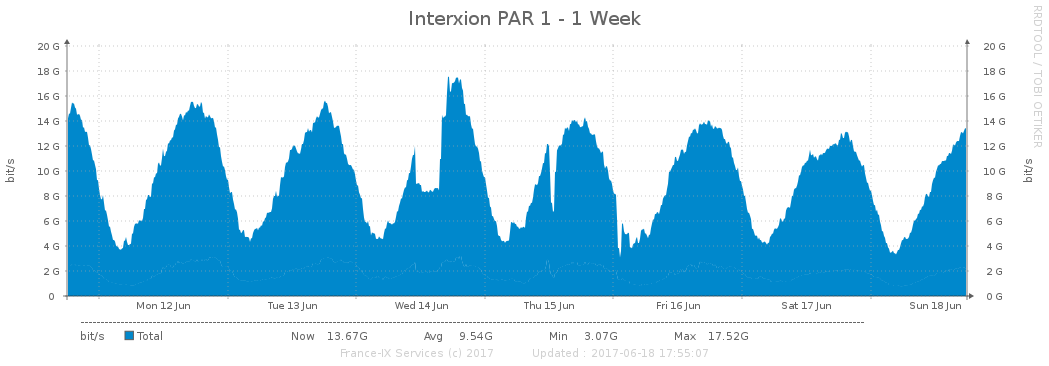 Interxion PAR 1 - 1 Week
RRDTOOL / TOBI OETIKER
bit/s
20 G
18 G
16 G
14 G
12 G
10 G
8 G
6 G
4 G
2 G
0
20 G
18 G
16 G
14 G
12 G
10 G
8 G
6 G
4 G
2 G
0 G
bit/s
Mon 12 Jun Tue 13 Jun Wed 14 Jun Thu 15 Jun Fri 16 Jun Sat 17 Jun Sun 18 Jun
bit/s Total Now 13.67G Avg 9.54G Min 3.07G Max 17.52G
France-IX Services (c) 2017 Updated : 2017-06-18 17:55:07